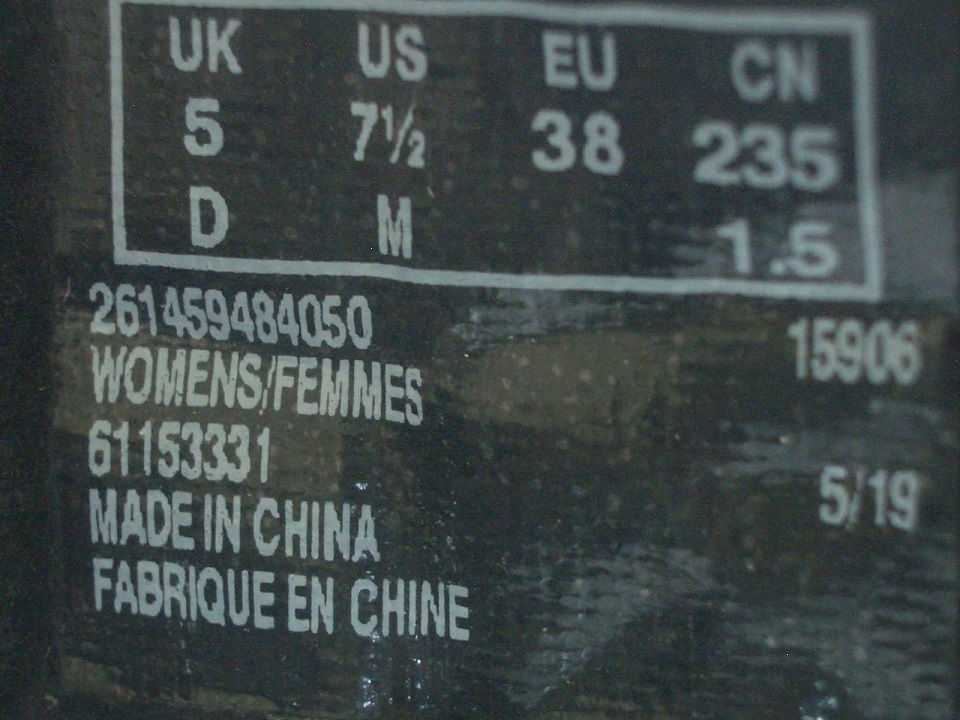 UK US EU CN
5 7½ 38 235
D M 1.5
261459484050
15906
WOMENS/FEMMES
61153331
5/19
MADE IN CHINA
FABRIQUE EN CHINE